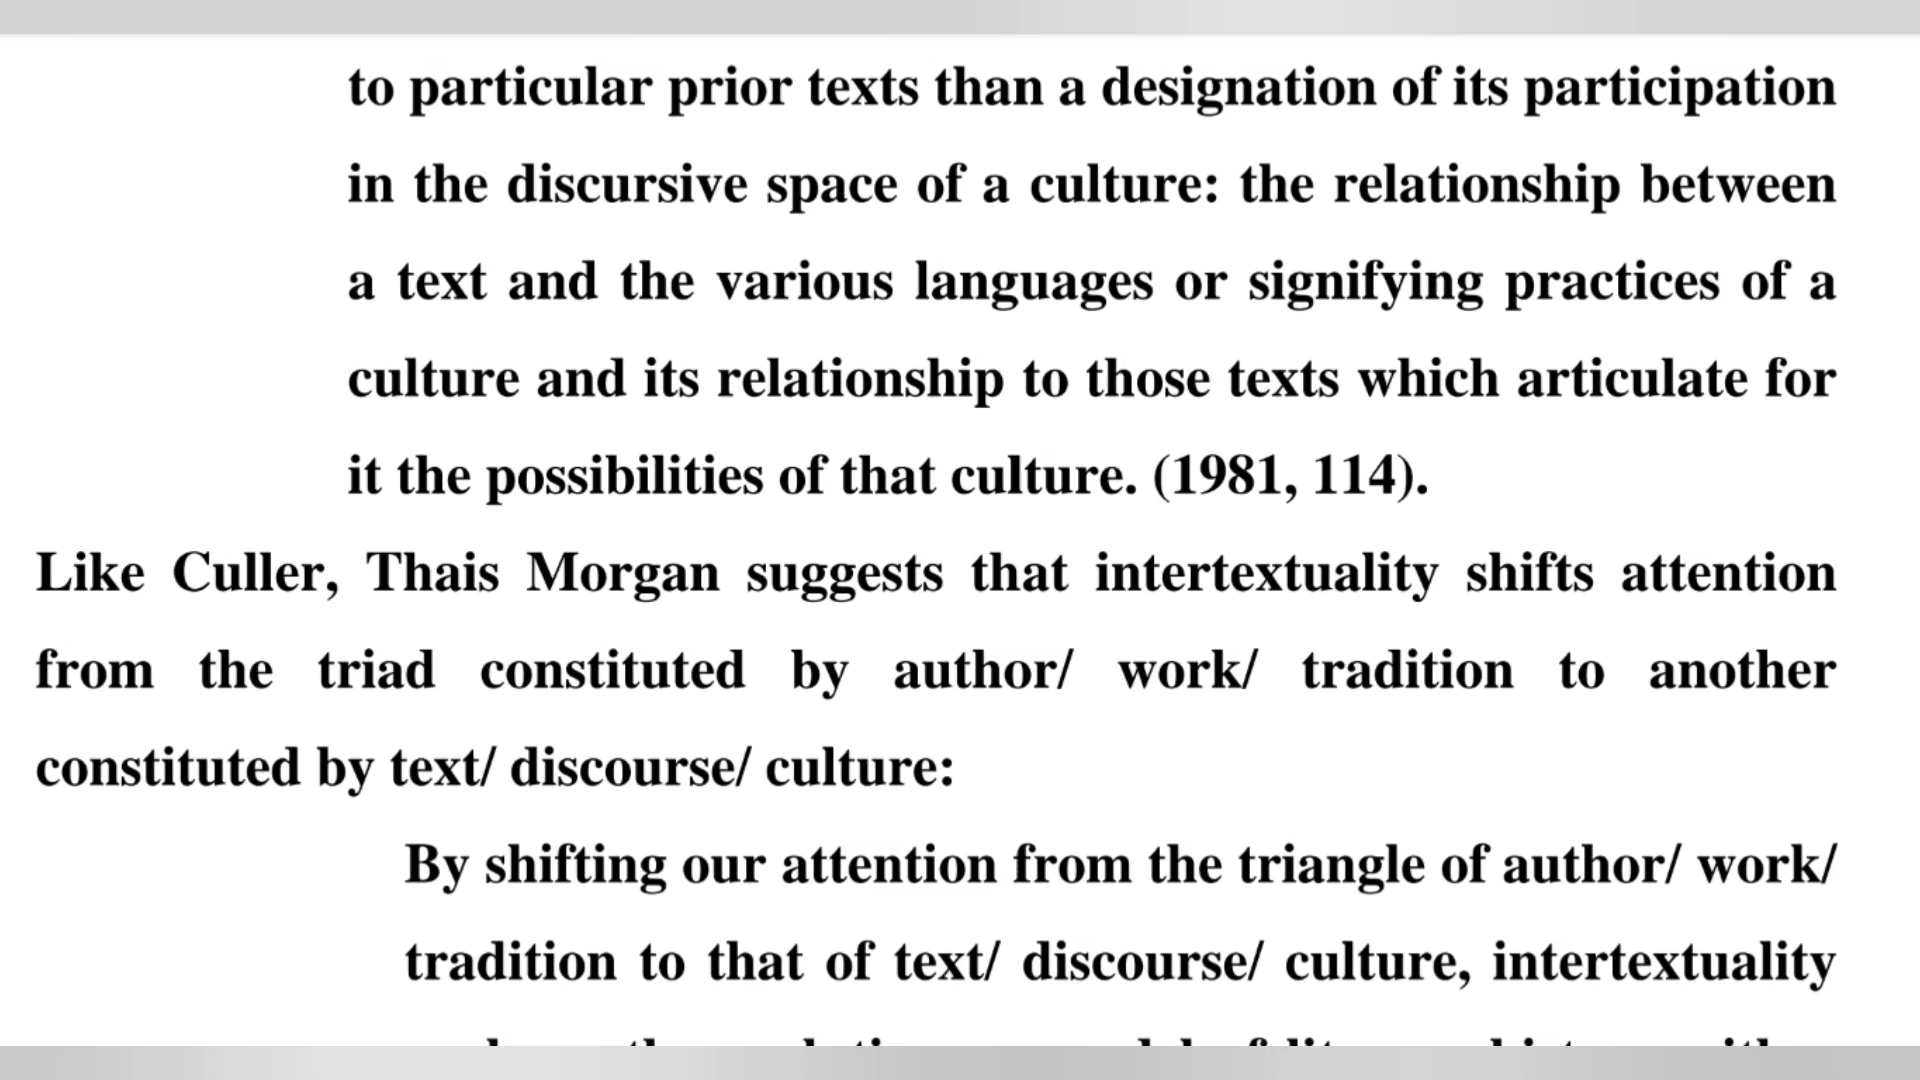 to particular prior texts than a designation of its participation
in the discursive space of a culture: the relationship between
a text and the various languages or signifying practices of a
culture and its relationship to those texts which articulate for
it the possibilities of that culture. (1981, 114).
Like Culler, Thais Morgan suggests that intertextuality shifts attention
from the triad constituted by author/ work/ tradition to another
constituted by text/ discourse/ culture:
By shifting our attention from the triangle of author/ work/
tradition to that of text/ discourse/ culture, intertextuality